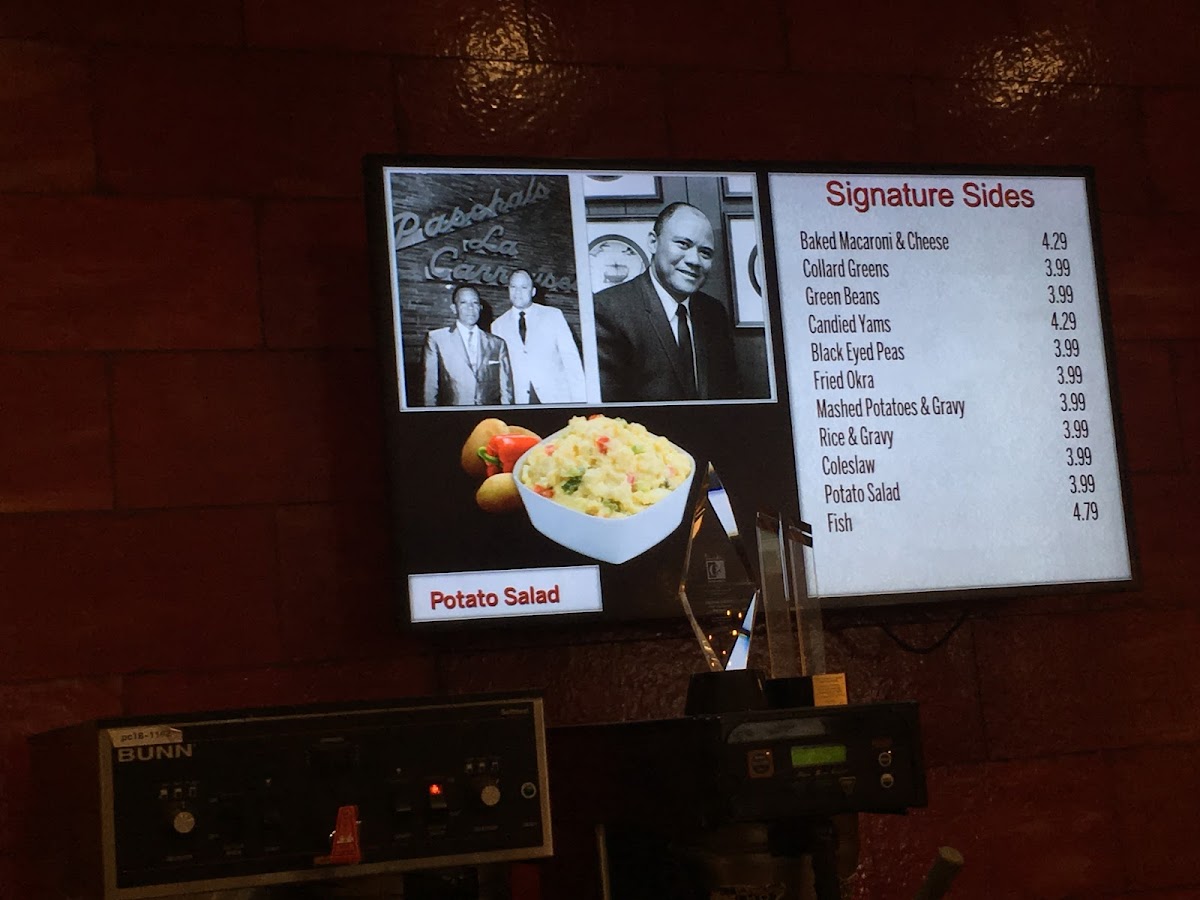 Paschals
La
Carrousel
Signature Sides
Baked Macaroni & Cheese 4.29
Collard Greens 3.99
Green Beans 3.99
Candied Yams 4.29
Black Eyed Peas 3.99
Fried Okra 3.99
Mashed Potatoes & Gravy 3.99
Rice & Gravy 3.99
Coleslaw 3.99
Potato Salad 3.99
Fish 4.79
Potato Salad
BUNN